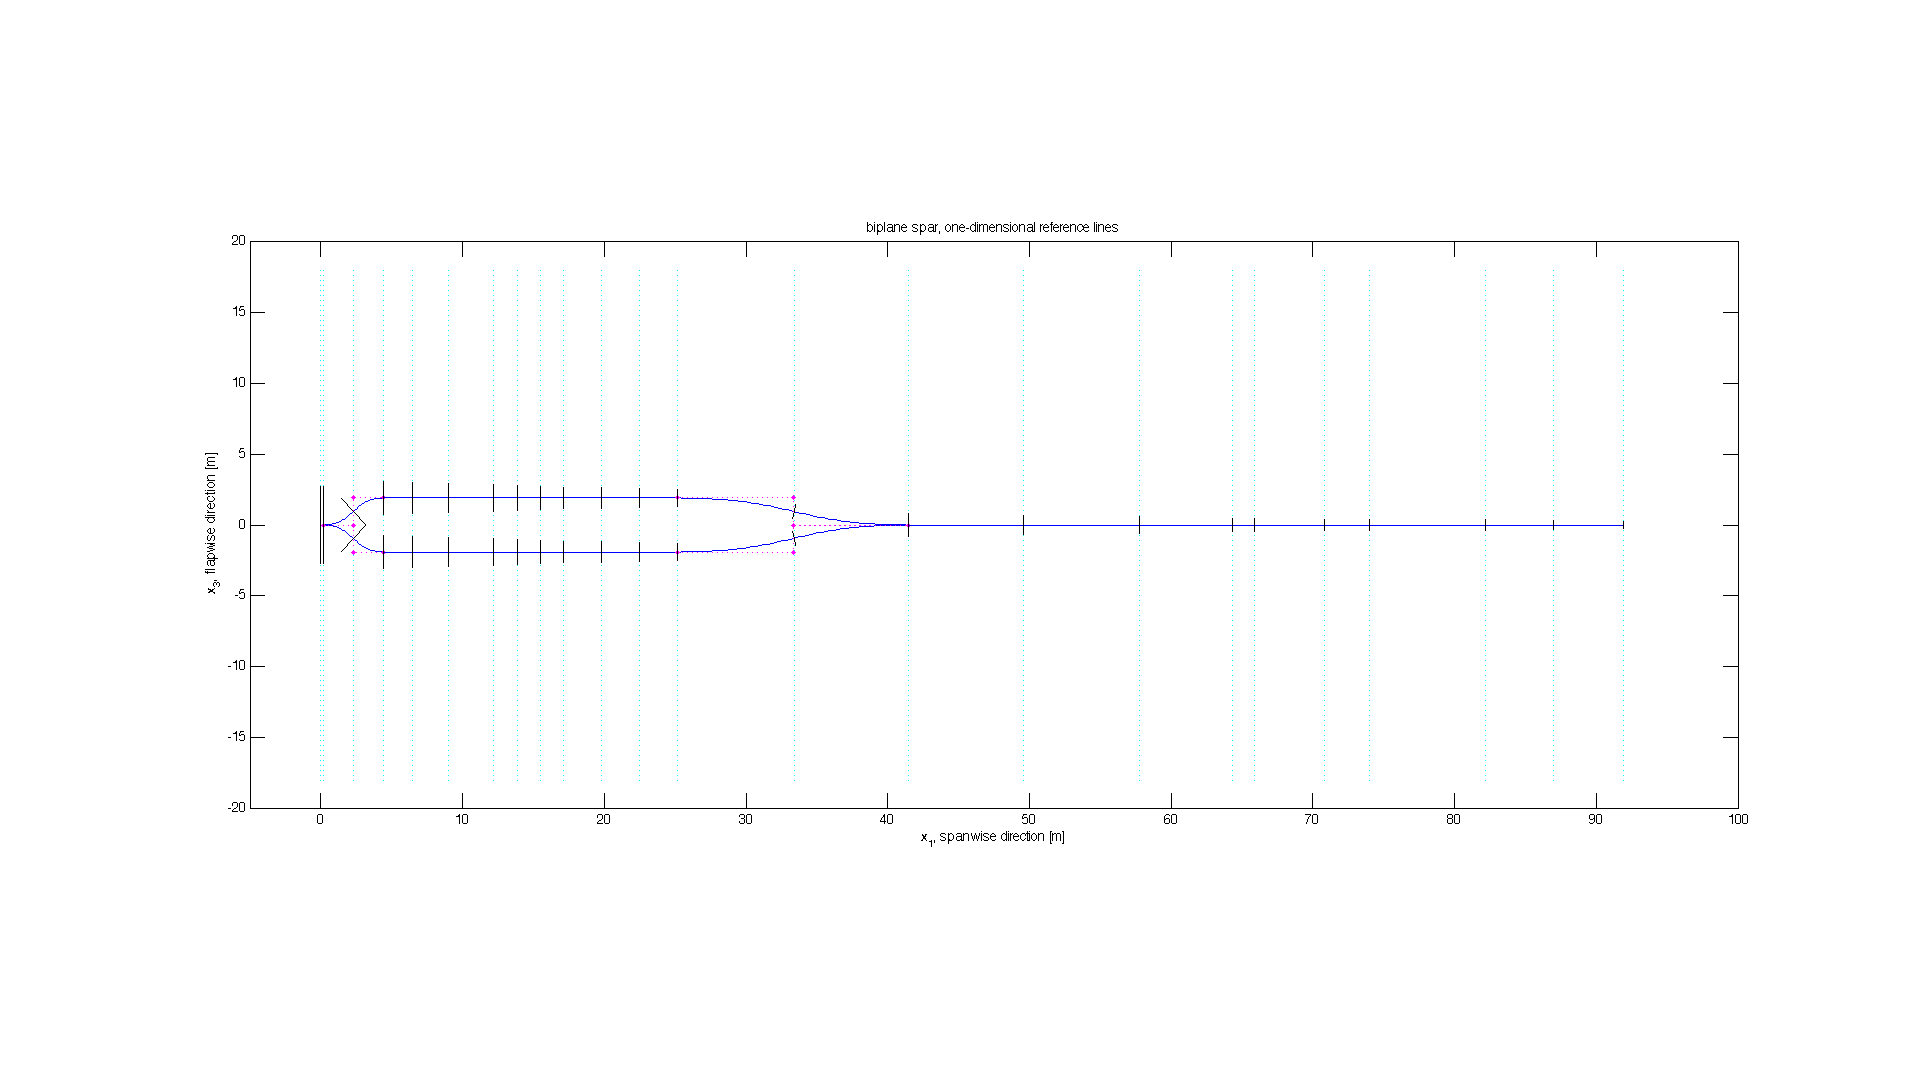 biplane spar, one-dimensional reference lines
20
15
10
5
0
-5
-10
-15
-20
x3, flapwise direction [m]
0 10 20 30 40 50 60 70 80 90 100
x1, spanwise direction [m]